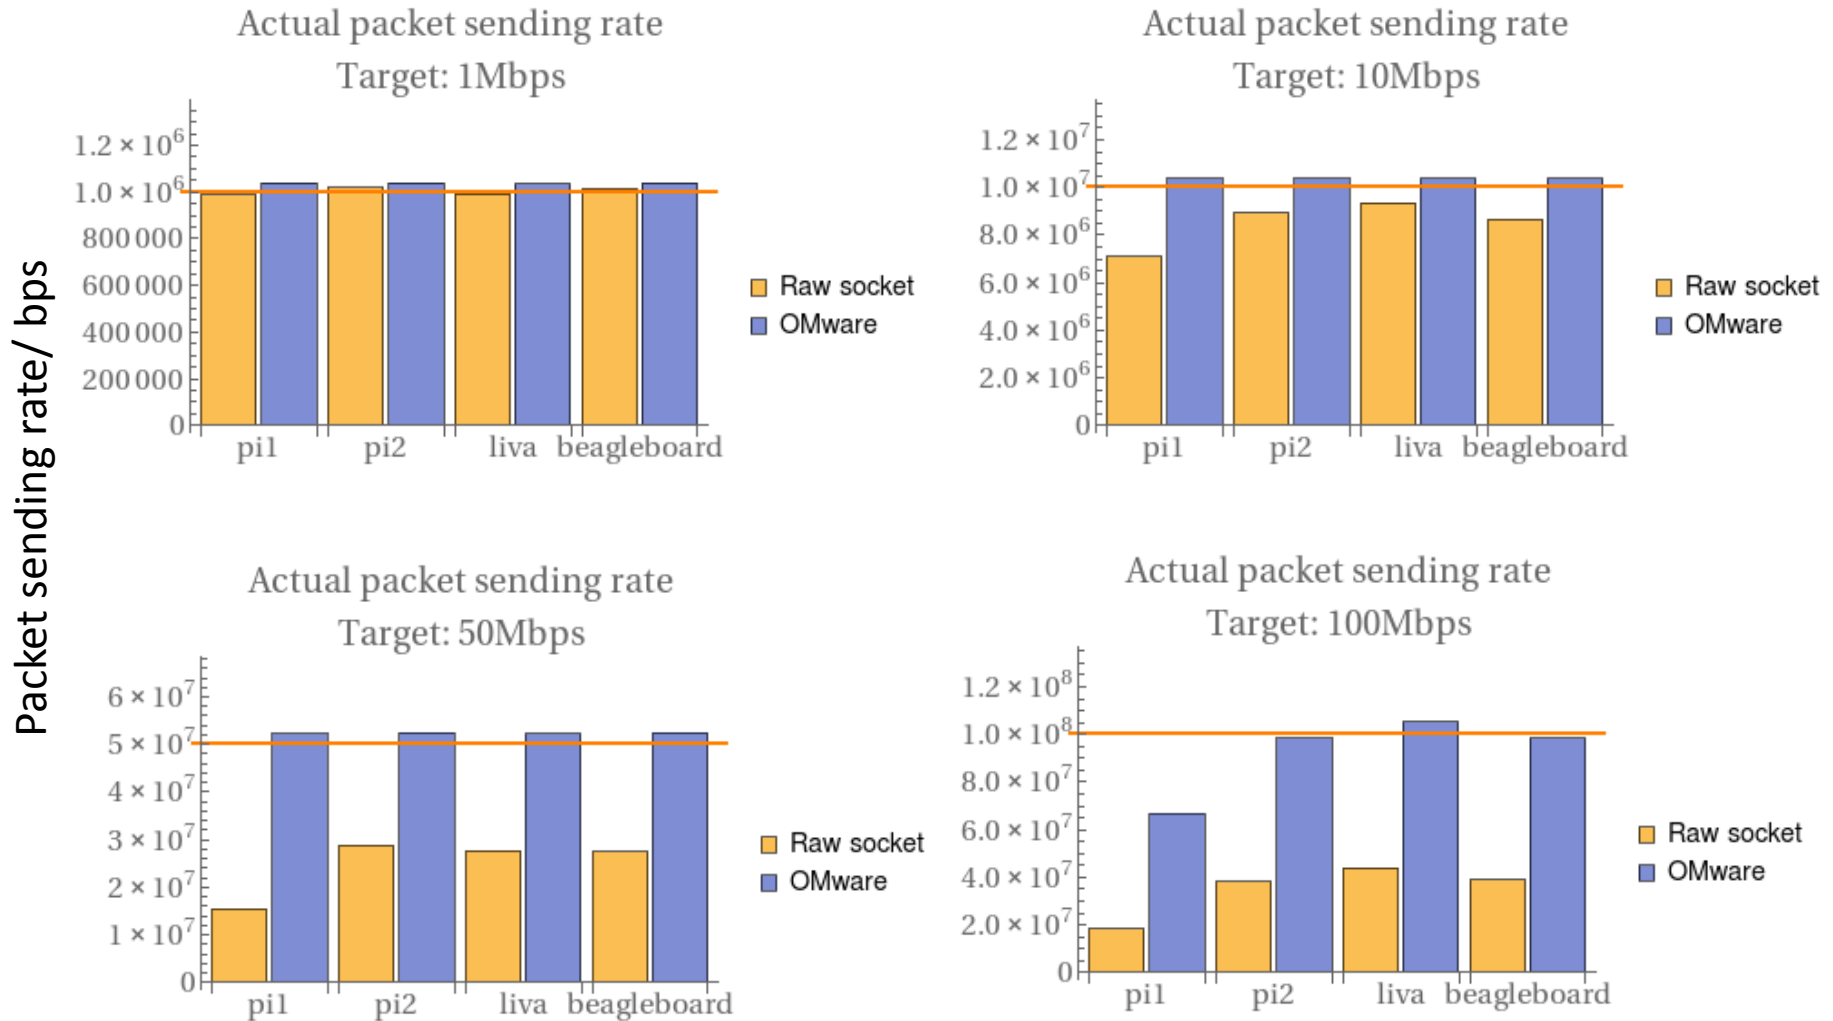 Packet sending rate/ bps
Actual packet sending rate
Target: 1Mbps
1.2 × 10^6
1.0 × 10^6
800 000
600 000
400 000
200 000
0
pi1 pi2 liva beagleboard
Raw socket
OMware
Actual packet sending rate
Target: 10Mbps
1.2 × 10^7
1.0 × 10^7
8.0 × 10^6
6.0 × 10^6
4.0 × 10^6
2.0 × 10^6
0
pi1 pi2 liva beagleboard
Raw socket
OMware
Actual packet sending rate
Target: 50Mbps
6 × 10^7
5 × 10^7
4 × 10^7
3 × 10^7
2 × 10^7
1 × 10^7
0
pi1 pi2 liva beagleboard
Raw socket
OMware
Actual packet sending rate
Target: 100Mbps
1.2 × 10^8
1.0 × 10^8
8.0 × 10^7
6.0 × 10^7
4.0 × 10^7
2.0 × 10^7
0
pi1 pi2 liva beagleboard
Raw socket
OMware